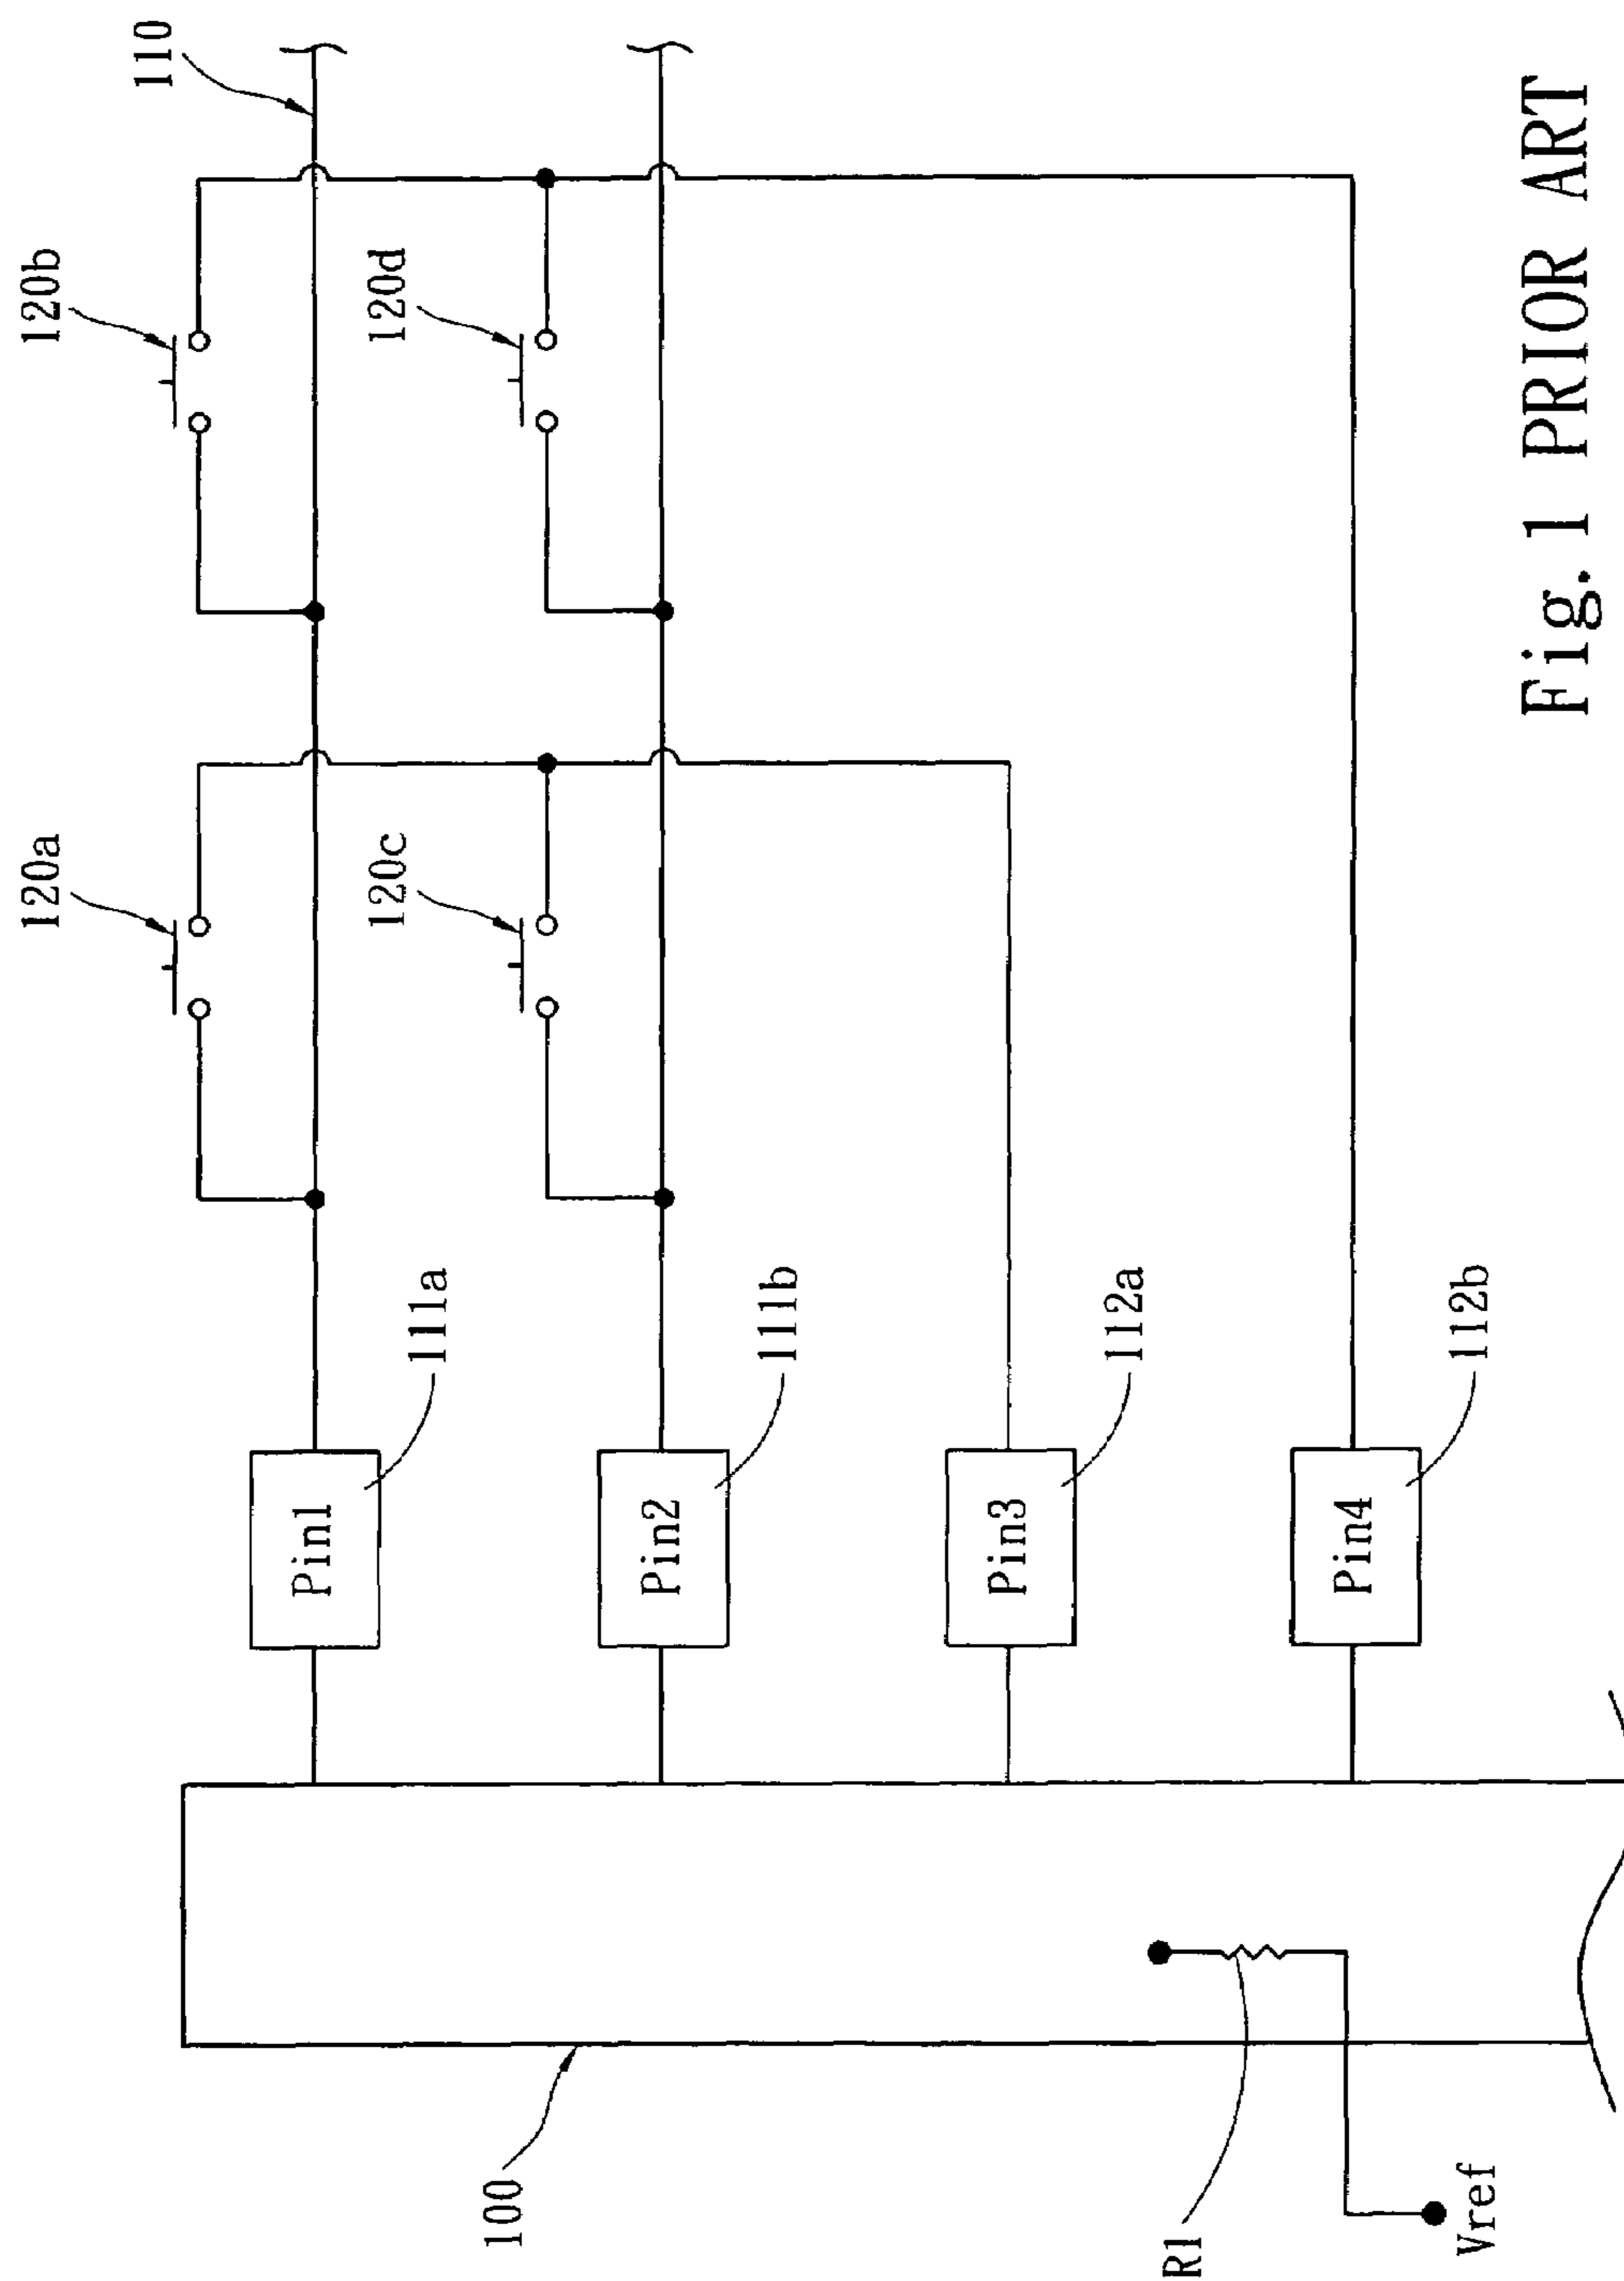 120a
120b
110
120c
120d
Pin1
111a
Pin2
111b
Pin3
112a
Pin4
112b
100
R1
Vref
Fig. 1 PRIOR ART